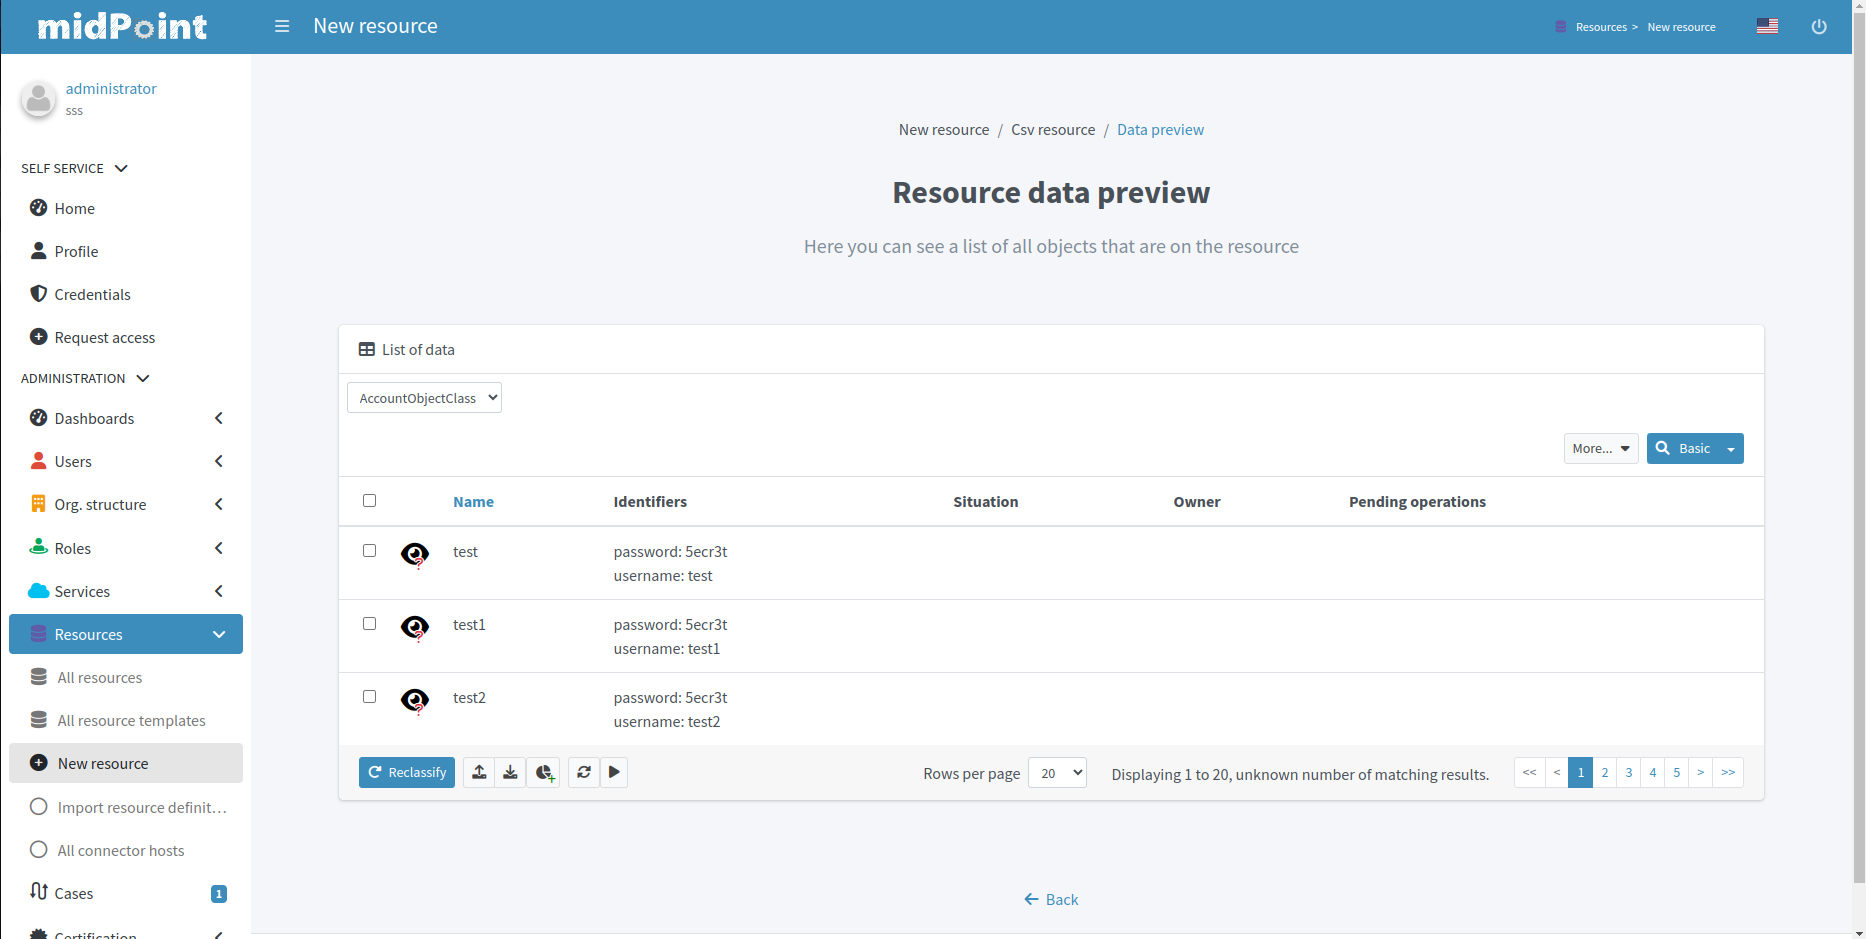 midPoint
New resource
Resources > New resource
administrator
sss
SELF SERVICE
Home
Profile
Credentials
Request access
ADMINISTRATION
Dashboards
Users
Org. structure
Roles
Services
Resources
All resources
All resource templates
New resource
Import resource definit...
All connector hosts
Cases 1
Certification
New resource / Csv resource / Data preview
Resource data preview
Here you can see a list of all objects that are on the resource
List of data
AccountObjectClass
More... Basic
Name Identifiers Situation Owner Pending operations
test password: 5ecr3t
username: test
test1 password: 5ecr3t
username: test1
test2 password: 5ecr3t
username: test2
Reclassify Rows per page 20 Displaying 1 to 20, unknown number of matching results. << < 1 2 3 4 5 > >>
Back